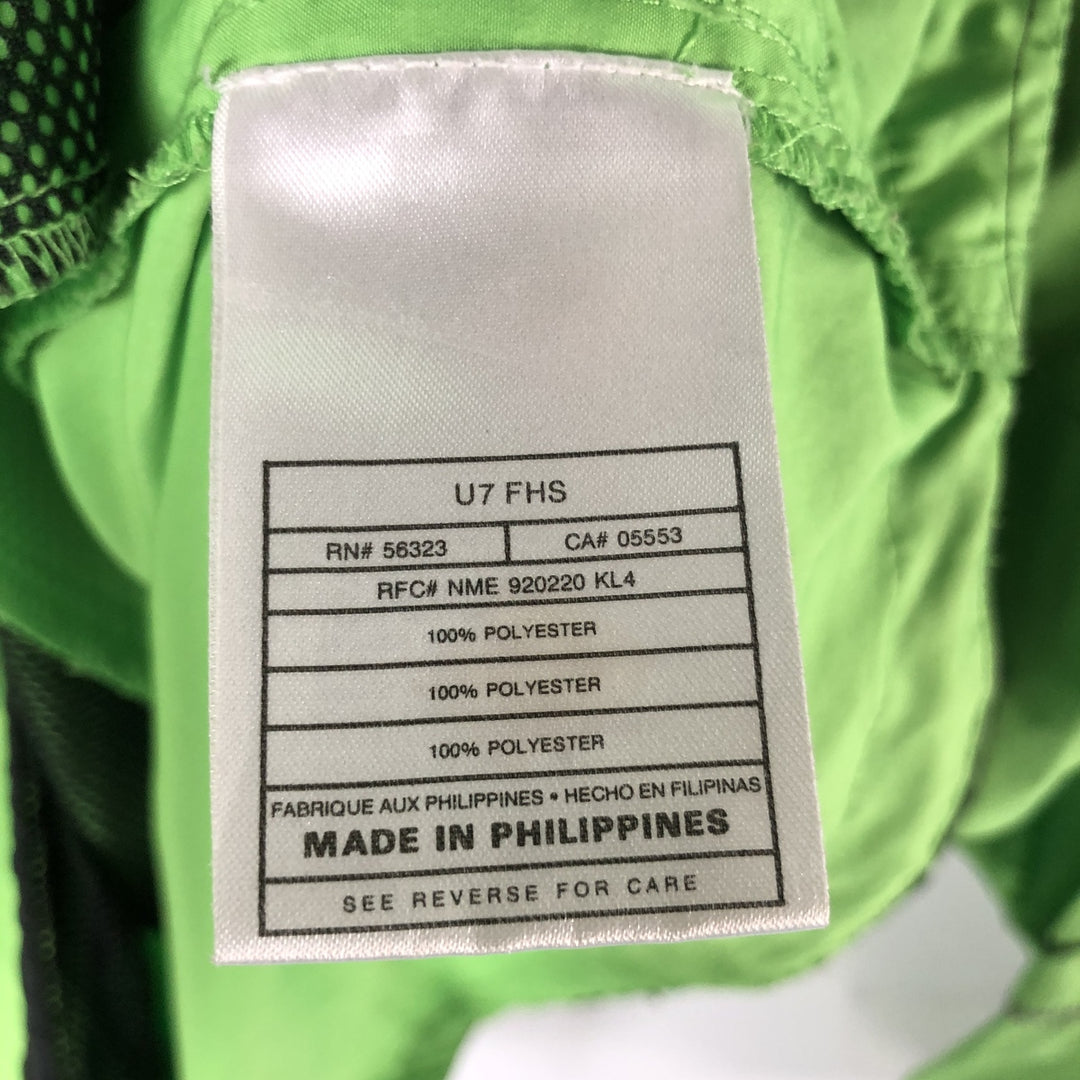 U7 FHS
RN# 56323 CA# 05553
RFC# NME 920220 KL4
100% POLYESTER
100% POLYESTER
100% POLYESTER
FABRIQUE AUX PHILIPPINES • HECHO EN FILIPINAS
MADE IN PHILIPPINES
SEE REVERSE FOR CARE